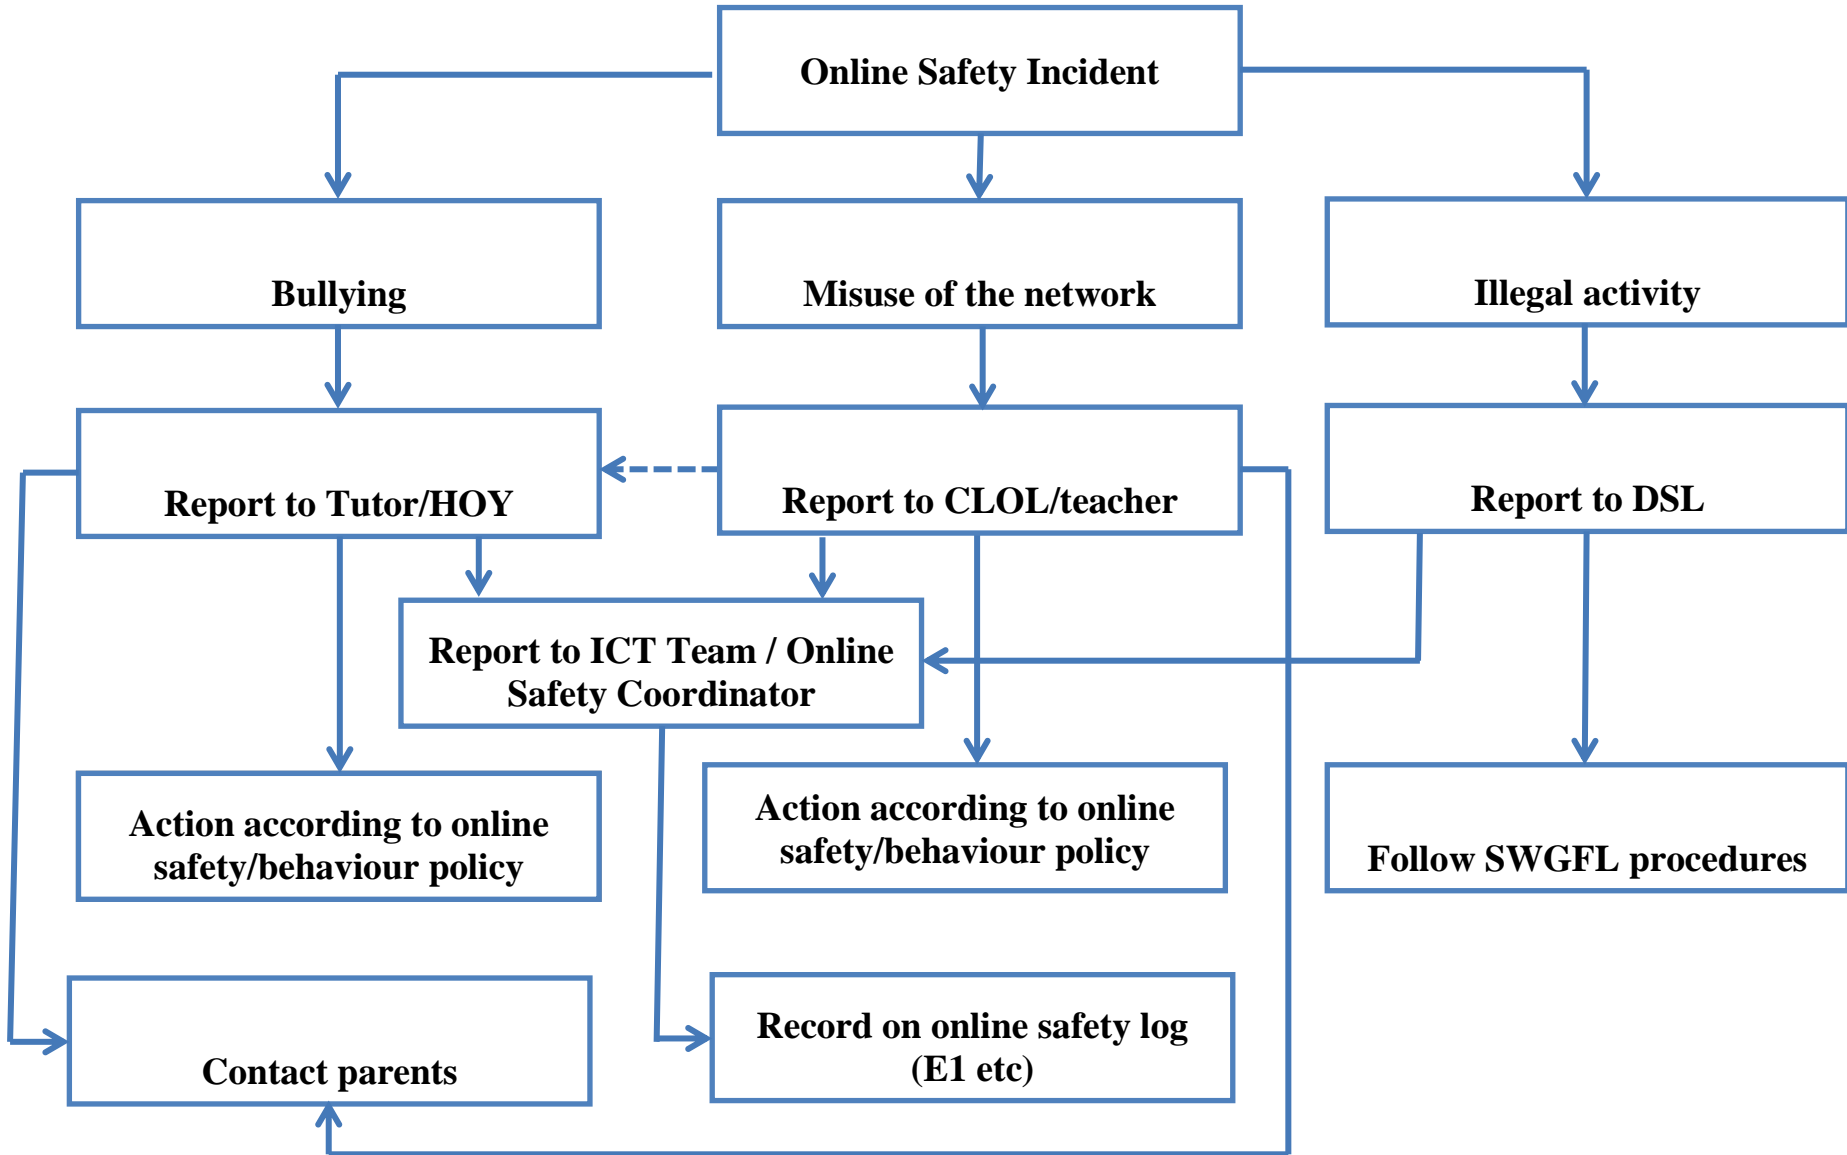 Online Safety Incident
Bullying
Misuse of the network
Illegal activity
Report to Tutor/HOY
Report to CLOL/teacher
Report to DSL
Report to ICT Team / Online
Safety Coordinator
Action according to online
safety/behaviour policy
Action according to online
safety/behaviour policy
Follow SWGFL procedures
Contact parents
Record on online safety log
(E1 etc)